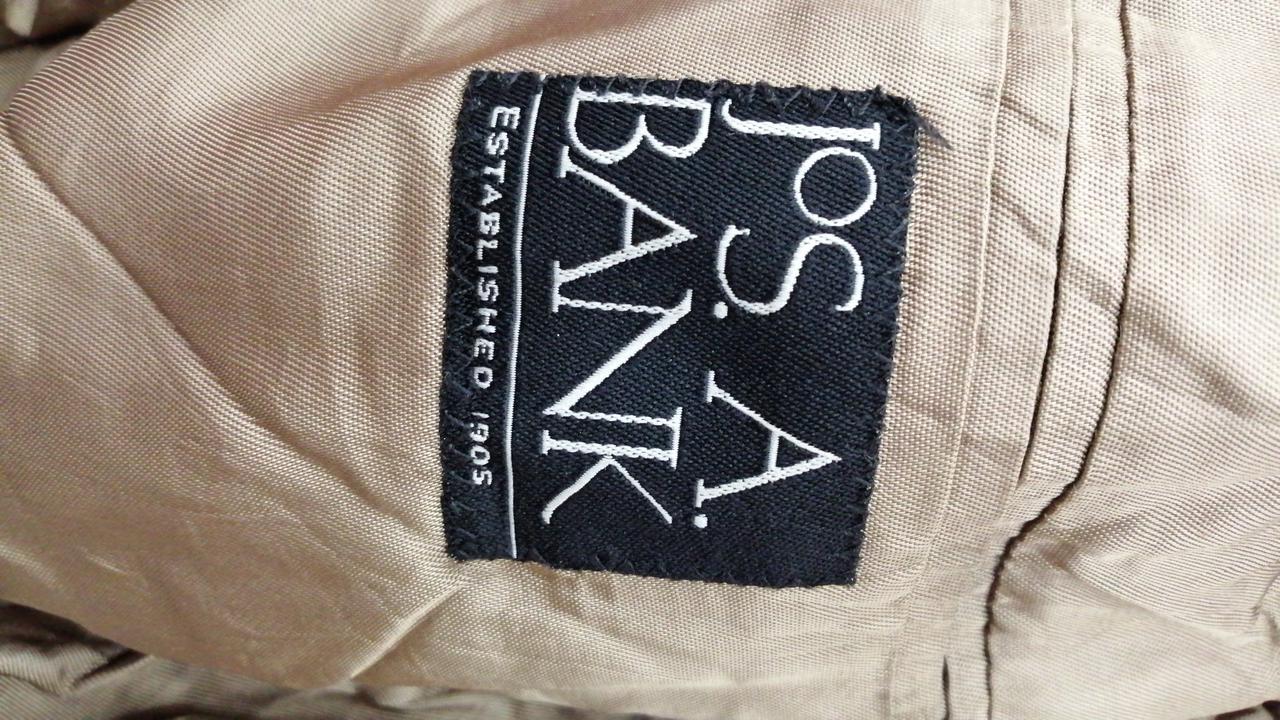 JOS. A.
BANK
ESTABLISHED 1905